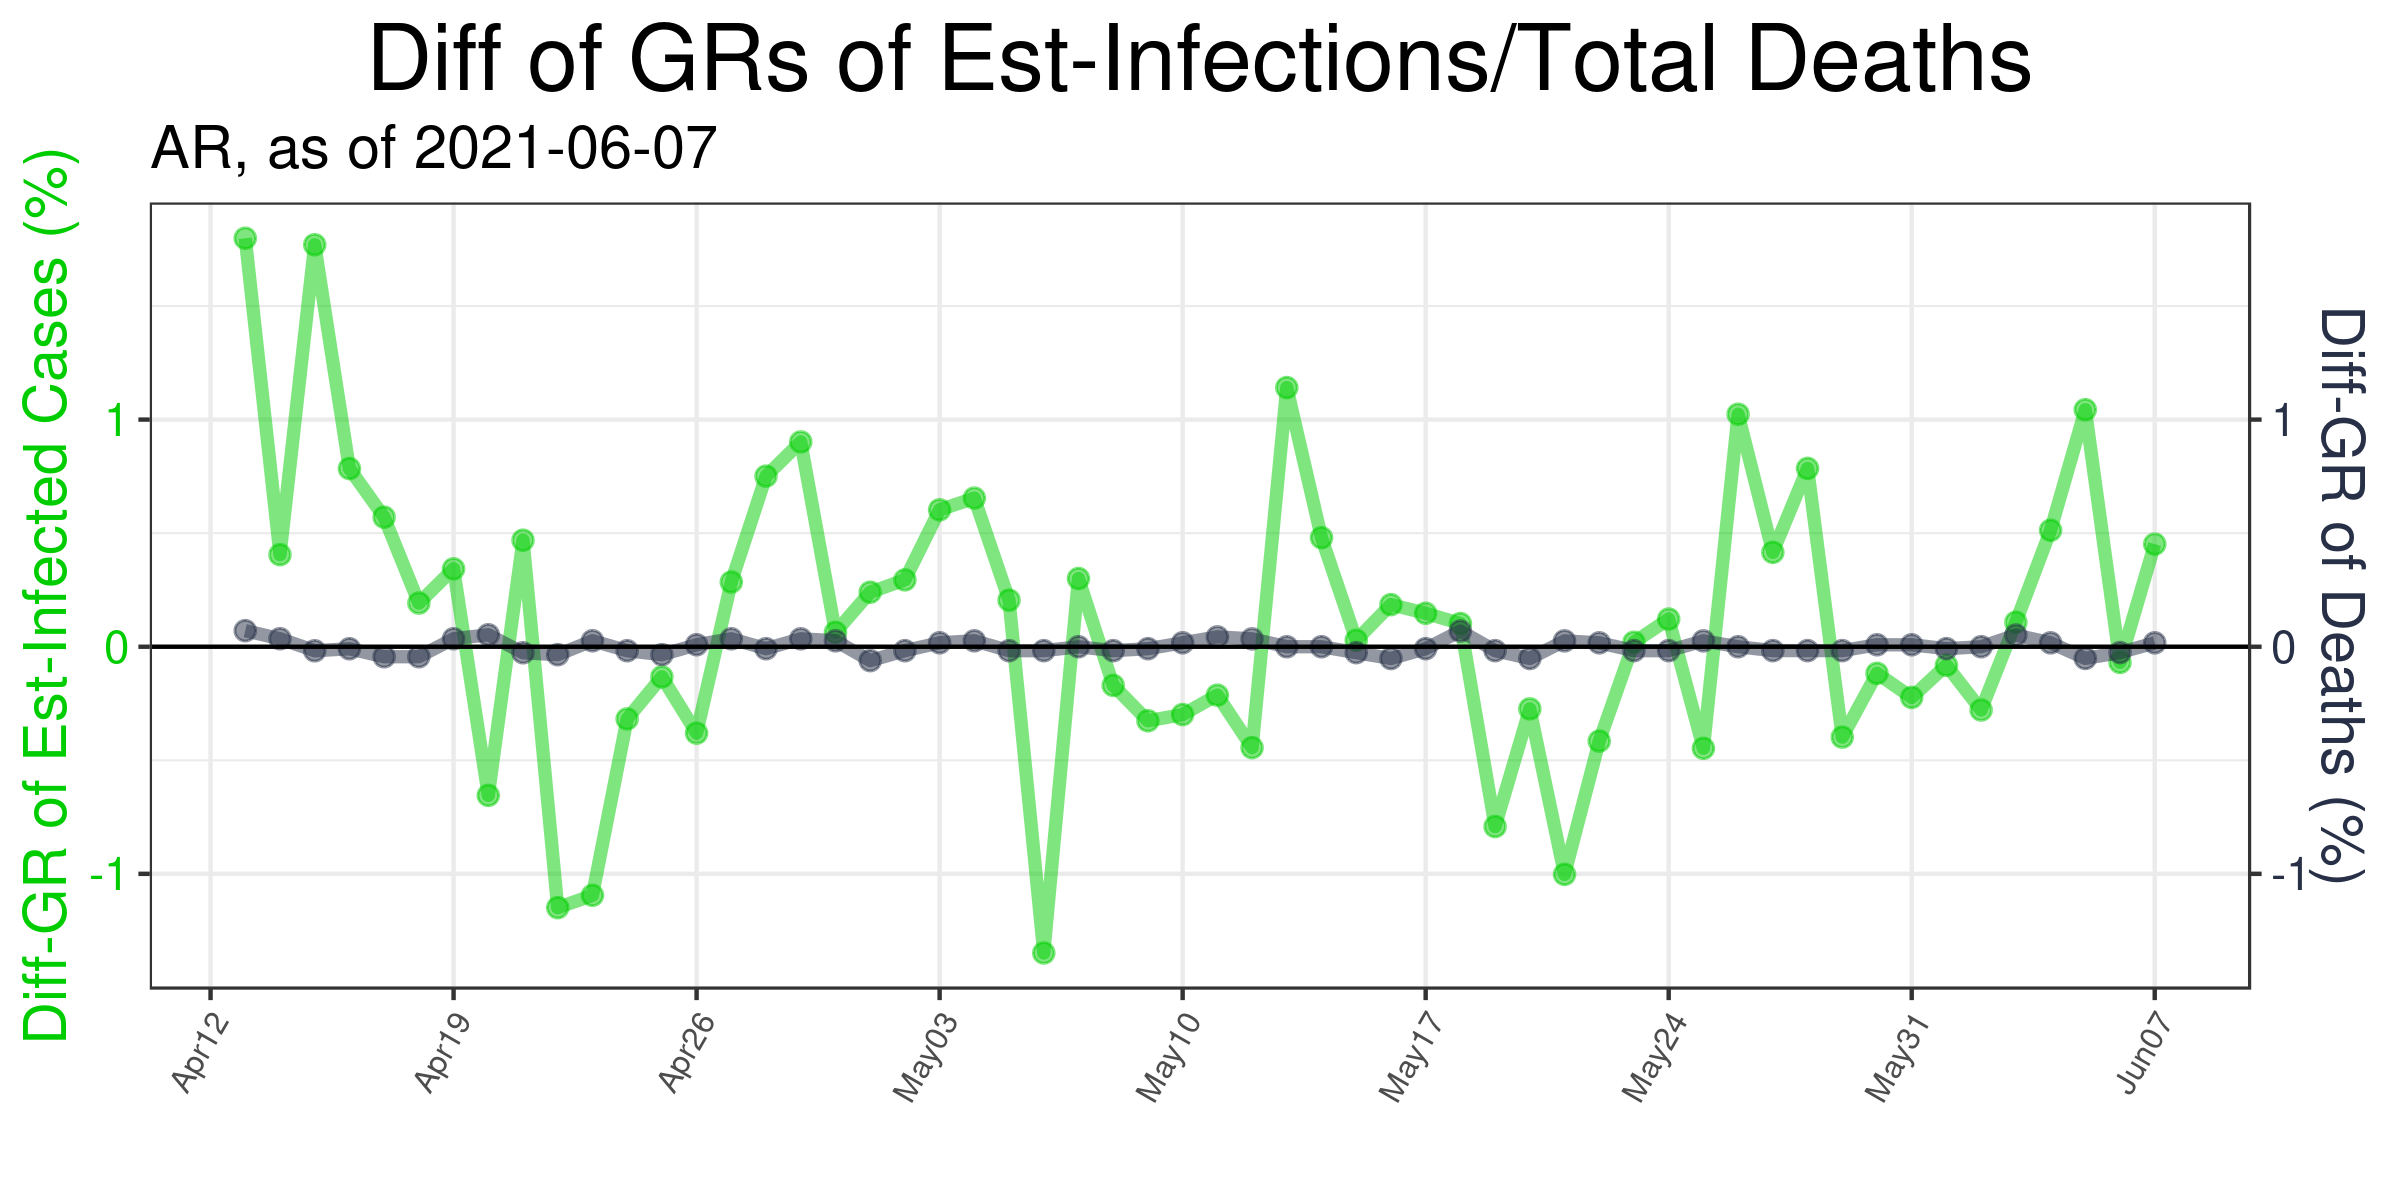 Diff of GRs of Est-Infections/Total Deaths
AR, as of 2021-06-07
Diff-GR of Est-Infected Cases (%)
1
0
-1
1
0
-1
Diff-GR of Deaths (%)
Apr12
Apr19
Apr26
May03
May10
May17
May24
May31
Jun07